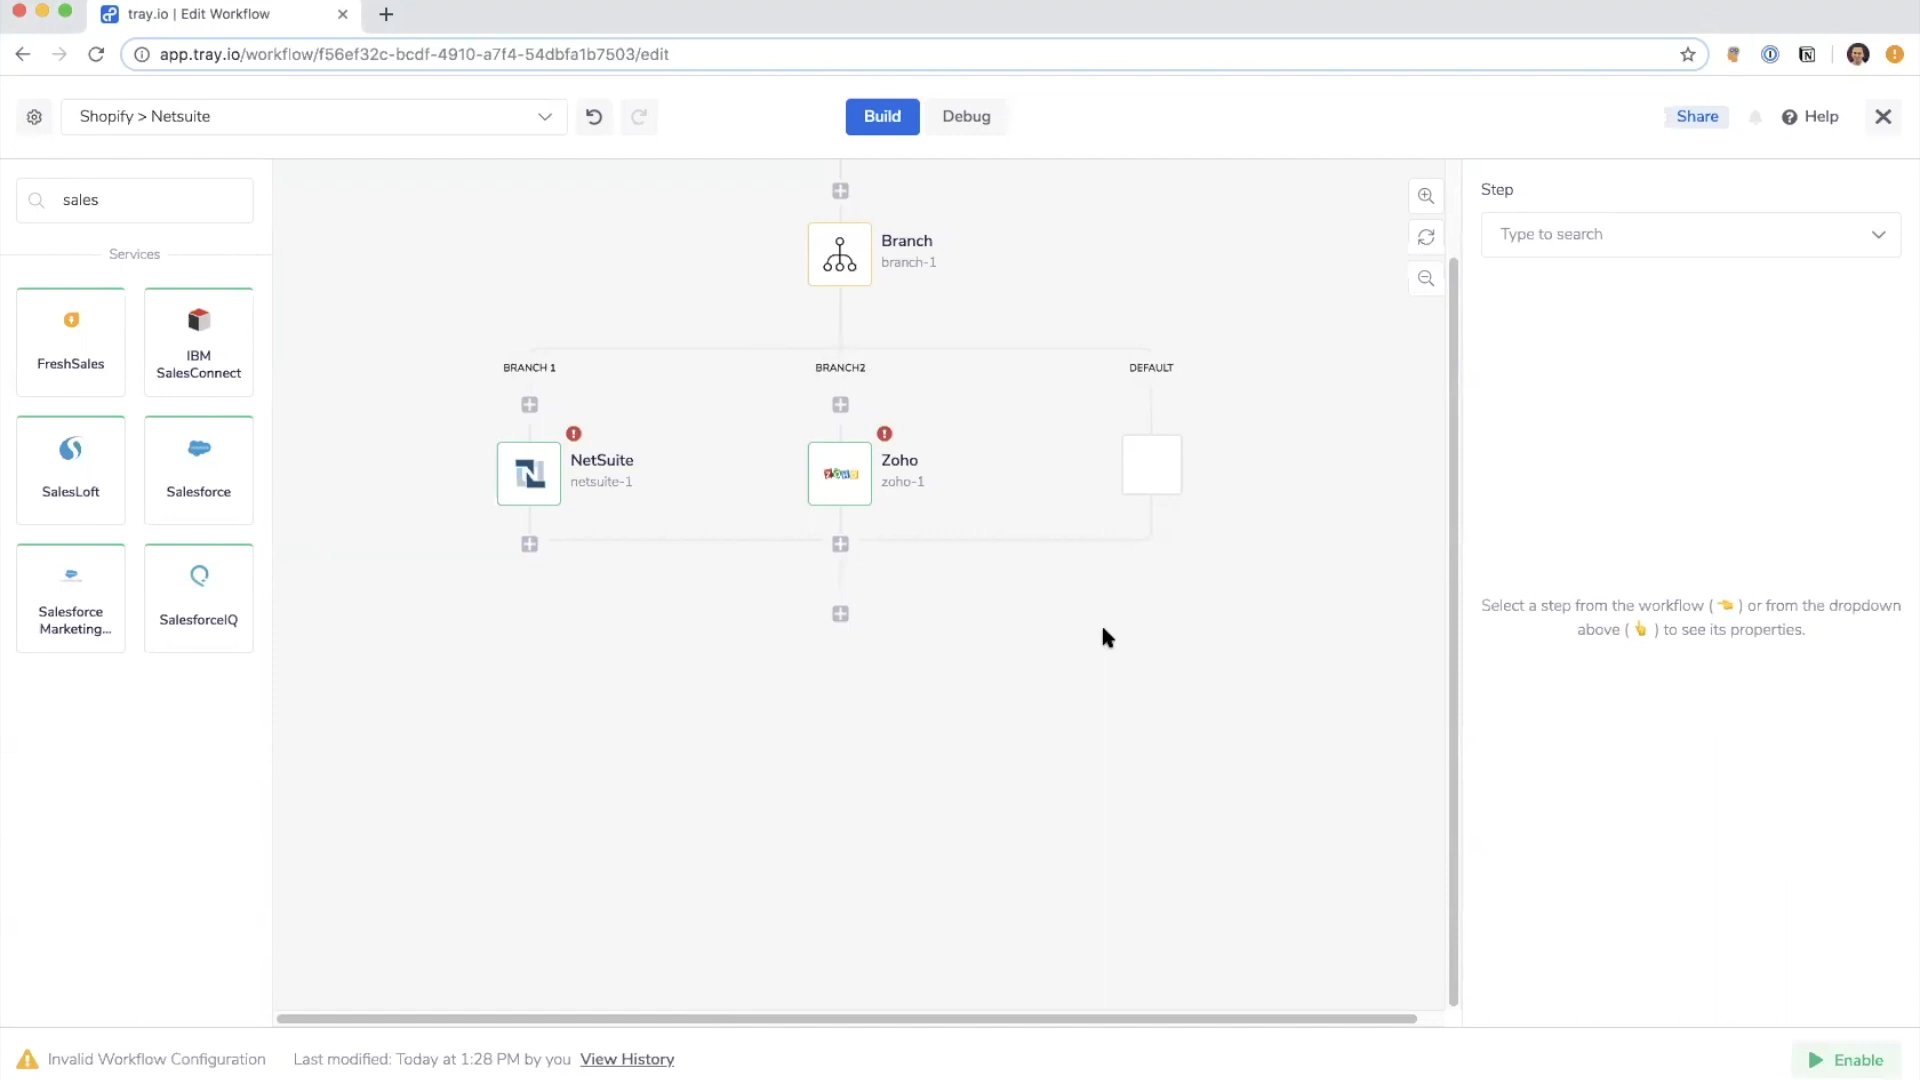 tray.io | Edit Workflow
app.tray.io/workflow/f56ef32c-bcdf-4910-a7f4-54dbfa1b7503/edit
Shopify > Netsuite
Build
Debug
Share
Help
sales
Services
FreshSales
IBM
SalesConnect
SalesLoft
Salesforce
Salesforce
Marketing...
SalesforceIQ
Branch
branch-1
BRANCH 1
BRANCH2
DEFAULT
NetSuite
netsuite-1
ZOHO
Zoho
zoho-1
Step
Type to search
Select a step from the workflow ( 👈 ) or from the dropdown
above ( 👆 ) to see its properties.
Invalid Workflow Configuration
Last modified: Today at 1:28 PM by you
View History
Enable